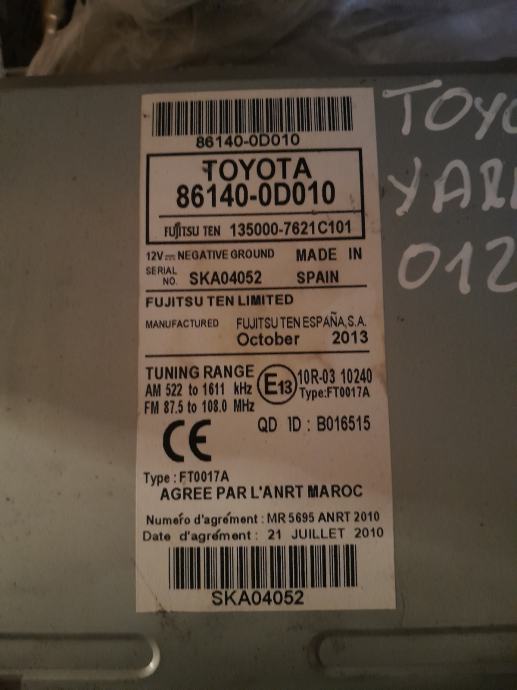 86140-0D010
TOYOTA
86140-0D010
FUJITSU TEN 135000-7621C101
12V⎓ NEGATIVE GROUND MADE IN
SERIAL NO. SKA04052 SPAIN
FUJITSU TEN LIMITED
MANUFACTURED FUJITSU TEN ESPAÑA,S.A.
October 2013
TUNING RANGE
AM 522 to 1611 kHz
FM 87.5 to 108.0 MHz
E13 10R-03 10240
Type:FT0017A
CE
QD ID : B016515
Type : FT0017A
AGREE PAR L'ANRT MAROC
Numero d'agrément : MR 5695 ANRT 2010
Date d'agrément : 21 JUILLET 2010
SKA04052
TOYO
YAR
012